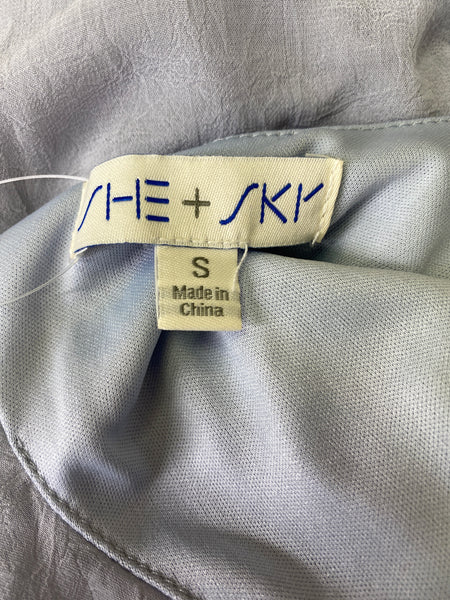 SHE + SKY
S
Made in
China